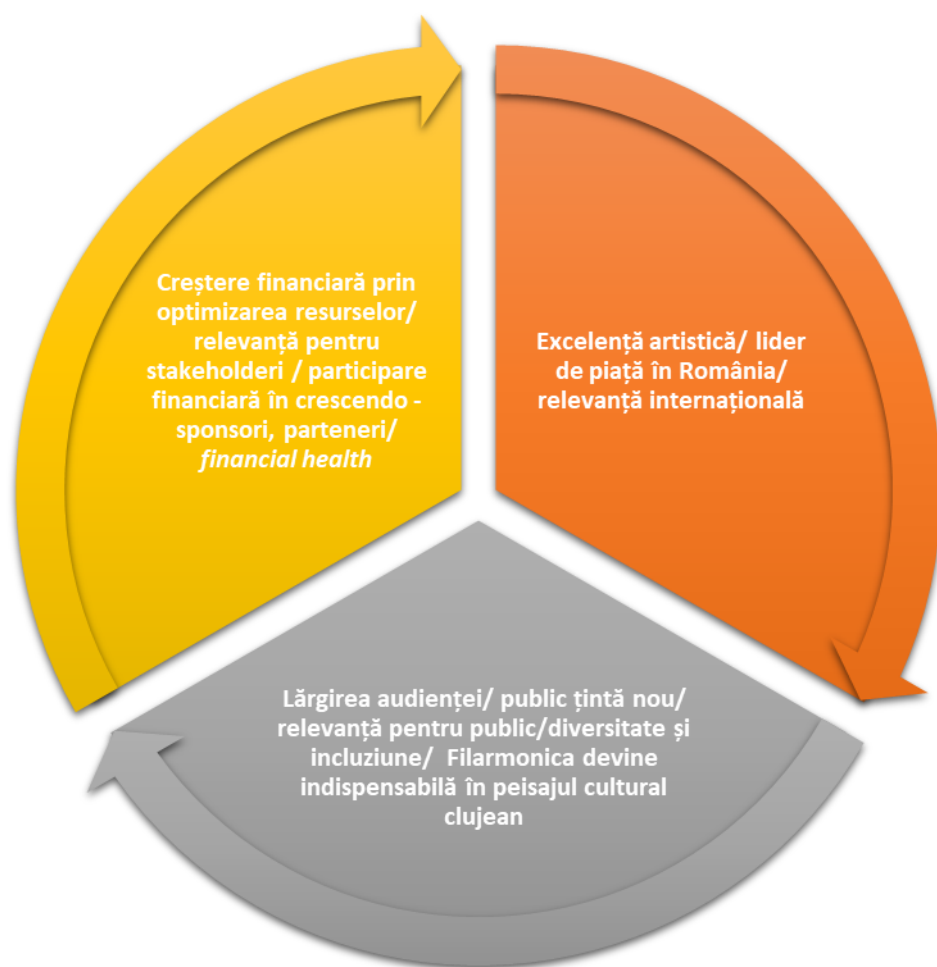 Creștere financiară prin
optimizarea resurselor/
relevanță pentru
stakeholderi / participare
financiară în crescendo -
sponsori, parteneri/
financial health
Excelență artistică/ lider
de piață în România/
relevanță internațională
Lărgirea audienței/ public țintă nou/
relevanță pentru public/diversitate și
incluziune/ Filarmonica devine
indispensabilă în peisajul cultural
clujean